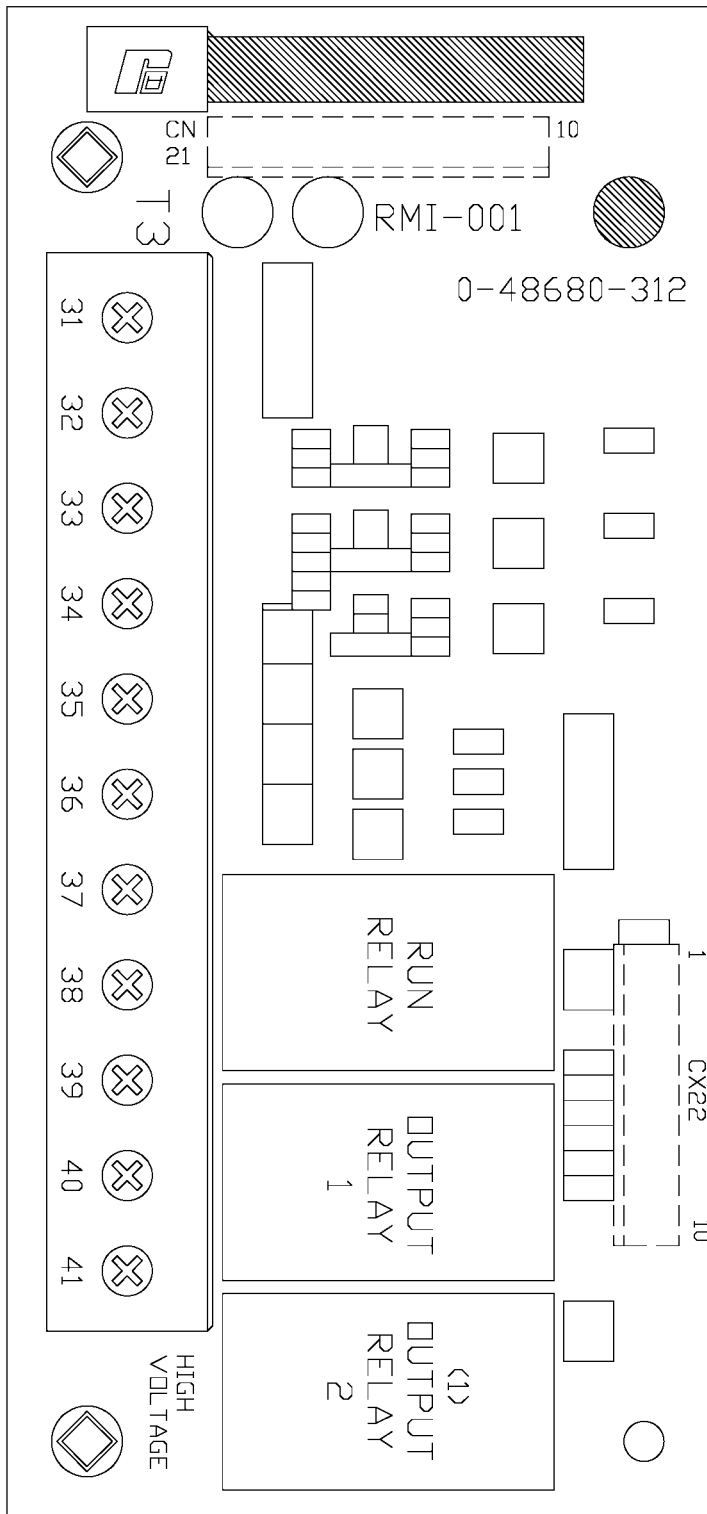 CN
21
10
T3
RMI-001
0-48680-312
31
32
33
34
35
36
37
38
39
40
41
RUN
RELAY
1
CX22
10
OUTPUT
RELAY
1
(1)
OUTPUT
RELAY
2
HIGH
VOLTAGE